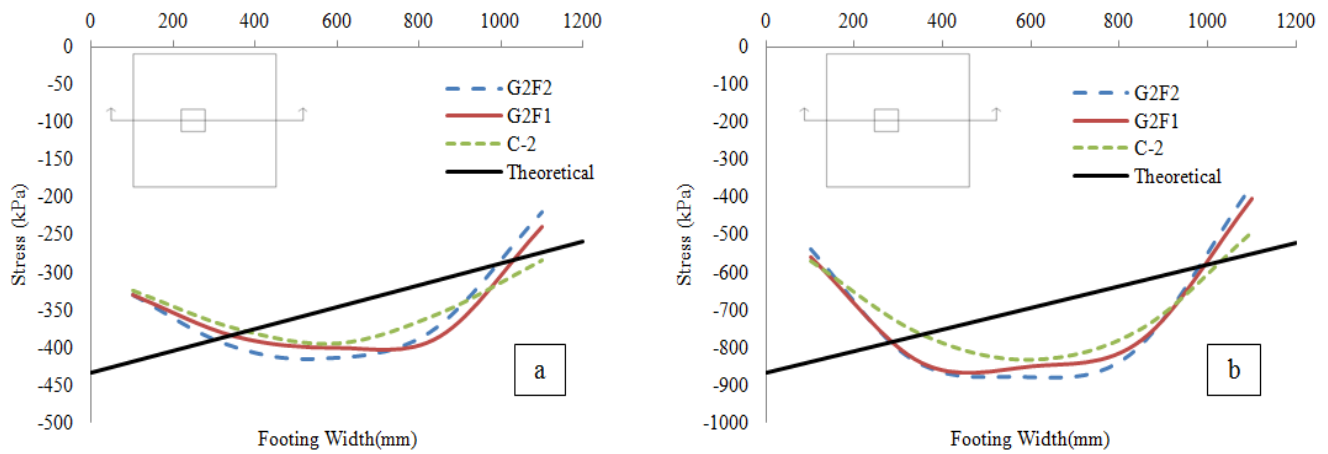 0 200 400 600 800 1000 1200
0
-50
-100
-150
-200
-250
-300
-350
-400
-450
-500
Stress (kPa)
G2F2
G2F1
C-2
Theoretical
a
Footing Width(mm)
0 200 400 600 800 1000 1200
0
-100
-200
-300
-400
-500
-600
-700
-800
-900
-1000
Stress (kPa)
G2F2
G2F1
C-2
Theoretical
b
Footing Width(mm)